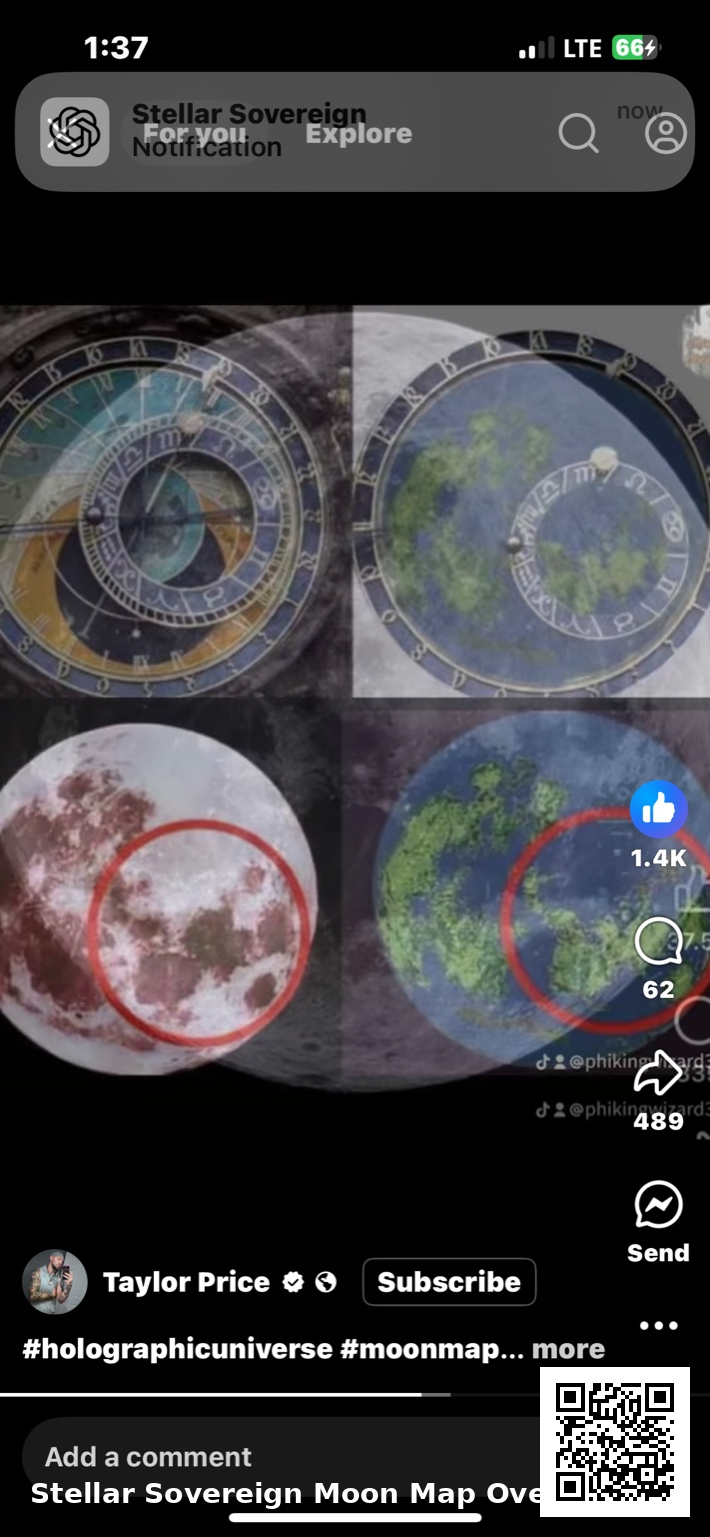 1:37
LTE
66
Stellar Sovereign
now
For you
Explore
Notification
1.4K
62
@phikingwizard3
@phikingwizard3
489
Send
Taylor Price
Subscribe
#holographicuniverse #moonmap... more
Add a comment
Stellar Sovereign Moon Map Ove